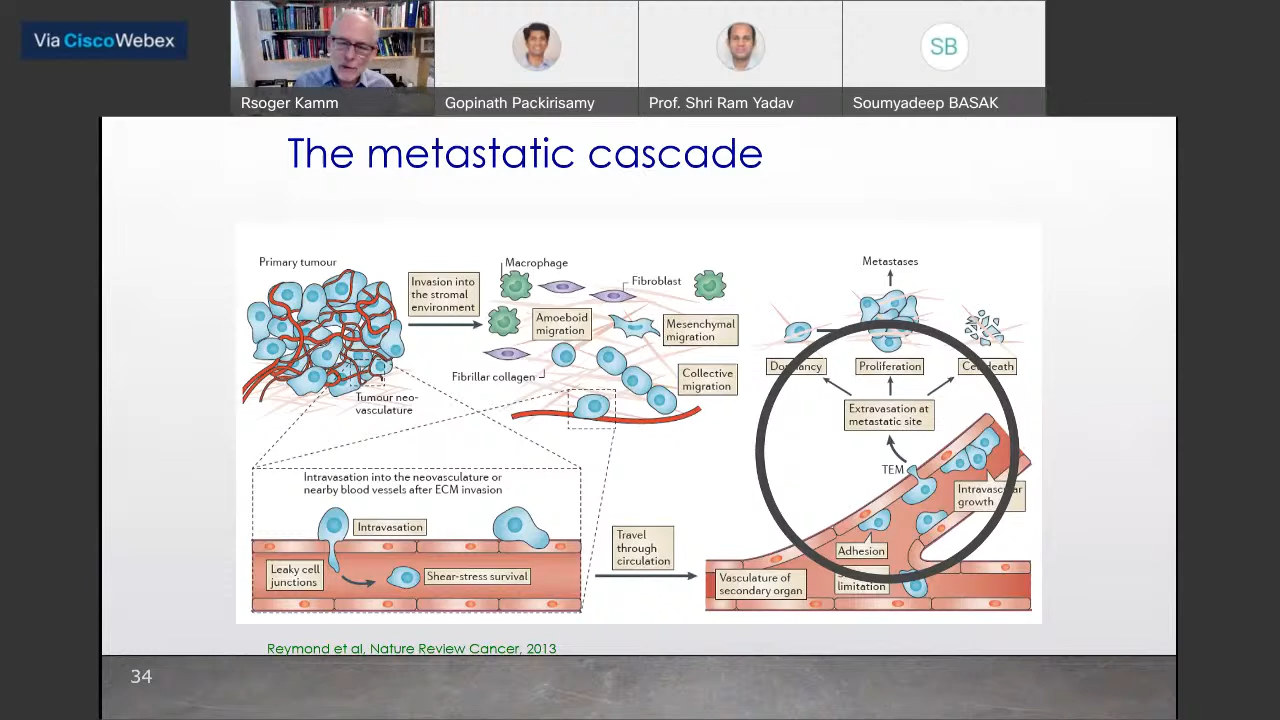 Via CiscoWebex
Rsoger Kamm
Gopinath Packirisamy
Prof. Shri Ram Yadav
SB
Soumyadeep BASAK
The metastatic cascade
Primary tumour
Invasion into
the stromal
environment
Macrophage
Fibroblast
Amoeboid
migration
Mesenchymal
migration
Fibrillar collagen
Collective
migration
Tumour neo-
vasculature
Metastases
Proliferation
Extravasation at
metastatic site
TEM
growth
Adhesion
limitation
Vasculature of
secondary organ
Intravasation into the neovasculature or
nearby blood vessels after ECM invasion
Intravasation
Leaky cell
junctions
Shear-stress survival
Travel
through
circulation
Reymond et al, Nature Review Cancer, 2013
34